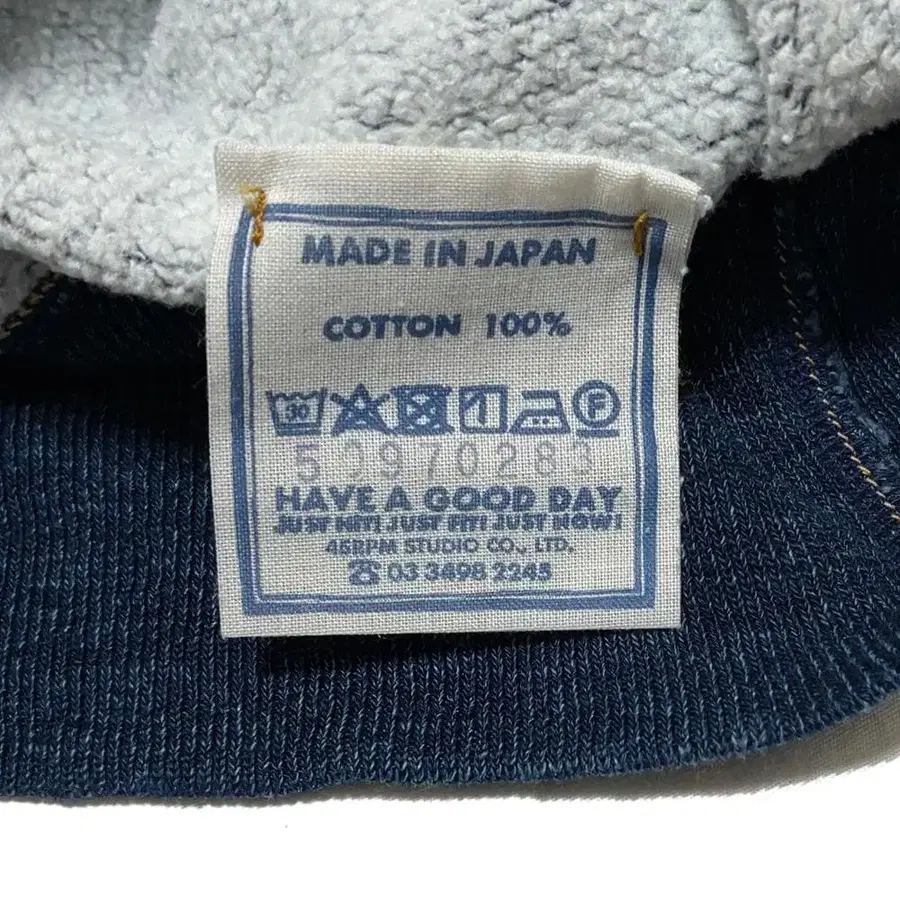 MADE IN JAPAN
COTTON 100%
30 F
50970283
HAVE A GOOD DAY
JUST HIT! JUST FIT! JUST NOW!
45RPM STUDIO CO., LTD.
☎ 03 3498 2245